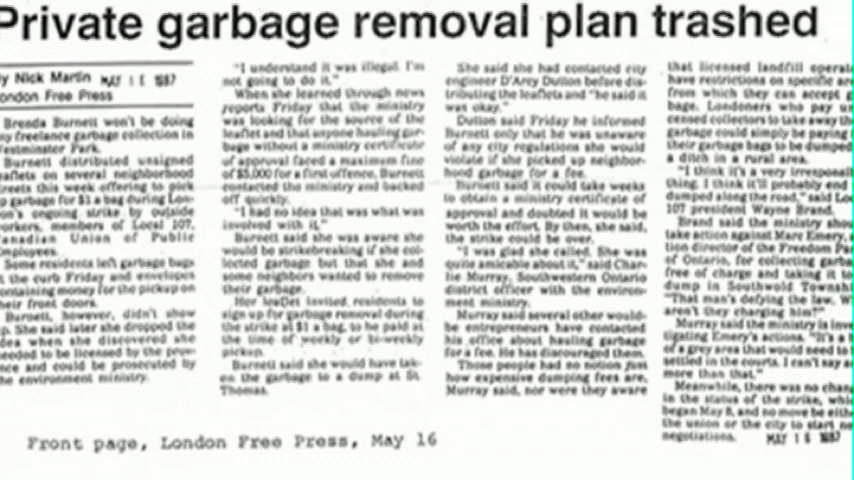 Private garbage removal plan trashed
y Nick Martin MAY 16 1987
ondon Free Press
Brenda Burnett won't be doing
ny freelance garbage collection in
estminster Park.
Burnett distributed unsigned
aflets on several neighborhood
treets this week offering to pick
p garbage for $1 a bag during Lon-
on's ongoing strike by outside
orkers, members of Local 107,
anadian Union of Public
mployees.
Some residents left garbage bags
t the curb Friday and envelopes
ontaining money for the pickup on
heir front doors.
Burnett, however, didn't show
p. She said later she dropped the
dea when she discovered she
eeded to be licensed by the prov-
nce and could be prosecuted by
he environment ministry.
"I understand it was illegal. I'm
not going to do it."
When she learned through news
reports Friday that the ministry
was looking for the source of the
leaflet and that anyone hauling gar-
bage without a ministry certificate
of approval faced a maximum fine
of $5,000 for a first offence, Burnett
contacted the ministry and backed
off quickly.
"I had no idea that was what was
involved with it."
Burnett said she was aware she
would be strikebreaking if she col-
lected garbage but that she and
some neighbors wanted to remove
their garbage.
Her leaflet invited residents to
sign up for garbage removal during
the strike at $1 a bag, to be paid at
the time of weekly or bi-weekly
pickup.
Burnett said she would have tak-
en the garbage to a dump at St.
Thomas.
She said she had contacted city
engineer D'Arcy Dutton before dis-
tributing the leaflets and "he said it
was okay."
Dutton said Friday he informed
Burnett only that he was unaware
of any city regulations she would
violate if she picked up neighbor-
hood garbage for a fee.
Burnett said it could take weeks
to obtain a ministry certificate of
approval and doubted it would be
worth the effort. By then, she said,
the strike could be over.
"I was glad she called. She was
quite amicable about it," said Char-
lie Murray, Southwestern Ontario
district officer with the environ-
ment ministry.
Murray said several other would-
be entrepreneurs have contacted
his office about hauling garbage
for a fee. He has discouraged them.
Those people had no notion just
how expensive dumping fees are,
Murray said, nor were they aware
that licensed landfill operat
have restrictions on specific are
from which they can accept g
bage. Londoners who pay un
censed collectors to take away the
garbage could simply be paying
their garbage bags to be dumped
a ditch in a rural area.
"I think it's a very irresponsi
thing. I think it'll probably end
dumped along the road," said Loc
107 president Wayne Brand.
Brand said the ministry shou
take action against Marc Emery,
tion director of the Freedom Pa
of Ontario, for collecting garba
free of charge and taking it to
dump in Southwold Townshi
"That man's defying the law. W
aren't they charging him?"
Murray said the ministry is inve
tigating Emery's actions. "It's a
of a grey area that would need to
settled in the courts. I can't say a
more than that."
Meanwhile, there was no chan
in the status of the strike, whic
began May 8, and no move by eith
the union or the city to start ne
negotiations. MAY 16 1987
Front page, London Free Press, May 16